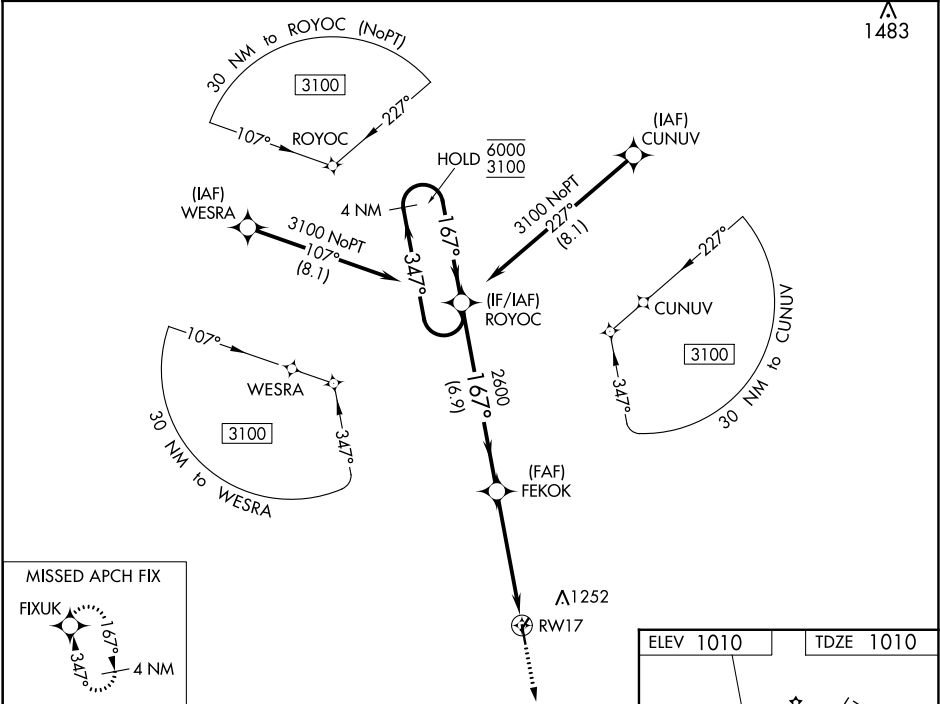 1483
30 NM to ROYOC (NoPT)
3100
107°
227°
ROYOC
(IAF)
CUNUV
HOLD 6000
3100
4 NM
3100 NoPT
227°
(8.1)
(IAF)
WESRA
3100 NoPT
107°
(8.1)
167°
347°
(IF/IAF)
ROYOC
227°
CUNUV
3100
347°
30 NM to CUNUV
107°
WESRA
3100
347°
30 NM to WESRA
2600
167°
(6.9)
(FAF)
FEKOK
1252
RW17
MISSED APCH FIX
FIXUK
167°
347°
4 NM
ELEV 1010
TDZE 1010